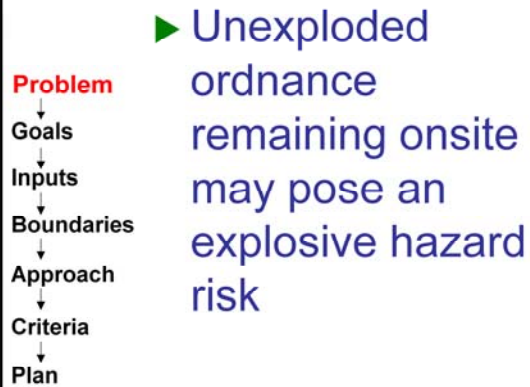 Problem
Goals
Inputs
Boundaries
Approach
Criteria
Plan
Unexploded
ordnance
remaining onsite
may pose an
explosive hazard
risk